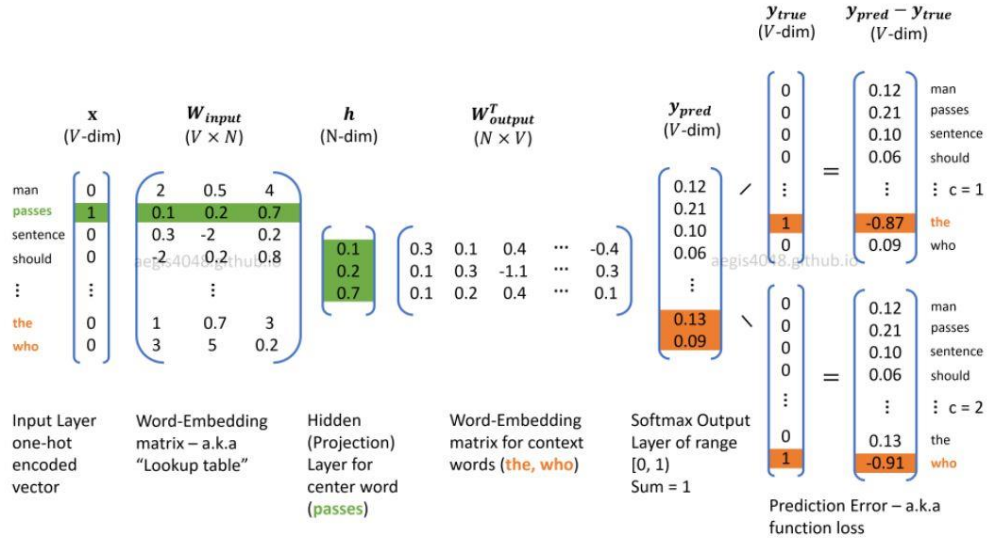 x
(V-dim)
W_input
(V × N)
h
(N-dim)
W^T_output
(N × V)
y_pred
(V-dim)
y_true
(V-dim)
y_pred − y_true
(V-dim)
man 0 2 0.5 4
passes 1 0.1 0.2 0.7
sentence 0 0.3 -2 0.2
should 0 -2 0.2 0.8
⋮ ⋮ ⋮
the 0 1 0.7 3
who 0 3 5 0.2
aegis4048.github.io
0.1
0.2
0.7
0.3 0.1 0.4 ⋯ -0.4
0.1 0.3 -1.1 ⋯ 0.3
0.1 0.2 0.4 ⋯ 0.1
0.12
0.21
0.10
0.06
⋮
0.13
0.09
0 0.12 man
0 0.21 passes
0 = 0.10 sentence
0 0.06 should
⋮ ⋮ ⋮ c = 1
1 -0.87 the
0 0.09 who
aegis4048.github.io
0 0.12 man
0 0.21 passes
0 0.10 sentence
0 = 0.06 should
⋮ ⋮ ⋮ c = 2
0 0.13 the
1 -0.91 who
Input Layer
one-hot
encoded
vector
Word-Embedding
matrix – a.k.a
“Lookup table”
Hidden
(Projection)
Layer for
center word
(passes)
Word-Embedding
matrix for context
words (the, who)
Softmax Output
Layer of range
[0, 1)
Sum = 1
Prediction Error – a.k.a
function loss